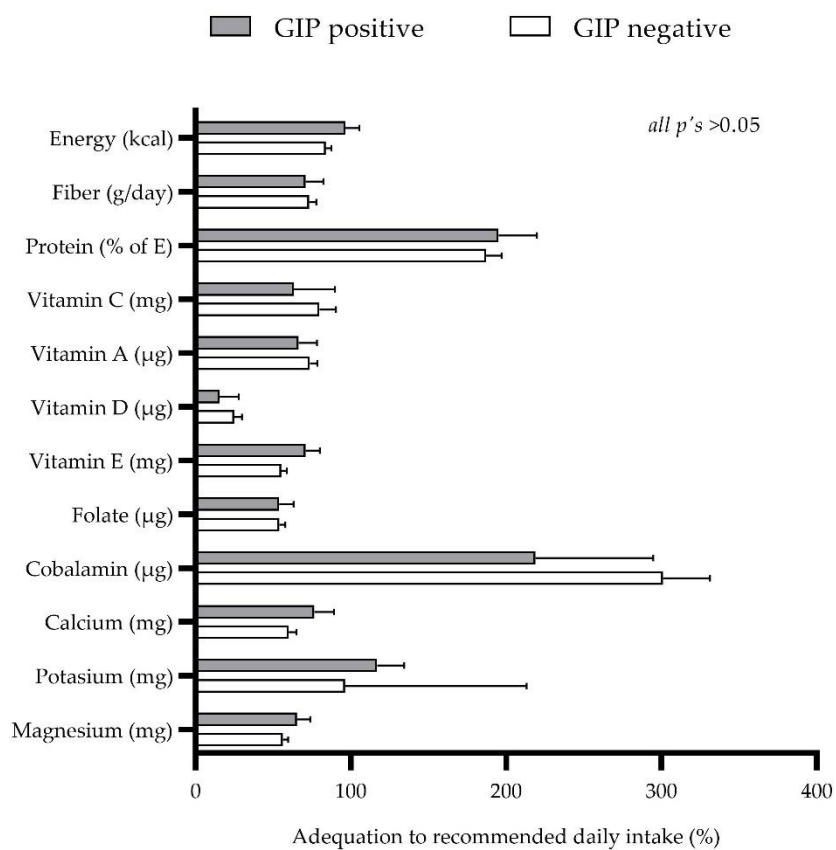 GIP positive GIP negative
all p's >0.05
Energy (kcal)
Fiber (g/day)
Protein (% of E)
Vitamin C (mg)
Vitamin A (µg)
Vitamin D (µg)
Vitamin E (mg)
Folate (µg)
Cobalamin (µg)
Calcium (mg)
Potasium (mg)
Magnesium (mg)
0 100 200 300 400
Adequation to recommended daily intake (%)